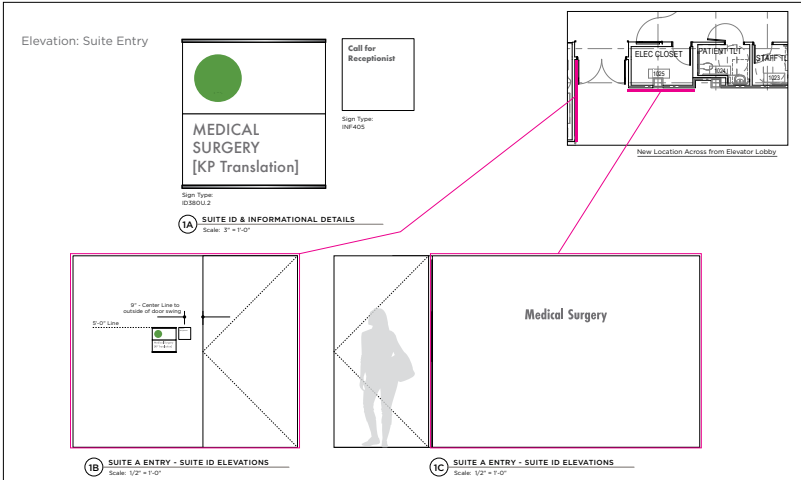 Elevation: Suite Entry
MEDICAL
SURGERY
[KP Translation]
Sign Type:
ID380U.2
Call for
Receptionist
Sign Type:
INF405
1A
SUITE ID & INFORMATIONAL DETAILS
Scale: 3" = 1'-0"
ELEC CLOSET
1025
PATIENT TLT
1024
STAFF TL
1023
New Location Across from Elevator Lobby
9" - Center Line to
outside of door swing
5'-0" Line
Medical Surgery
[KP Translation]
1B
SUITE A ENTRY - SUITE ID ELEVATIONS
Scale: 1/2" = 1'-0"
Medical Surgery
1C
SUITE A ENTRY - SUITE ID ELEVATIONS
Scale: 1/2" = 1'-0"